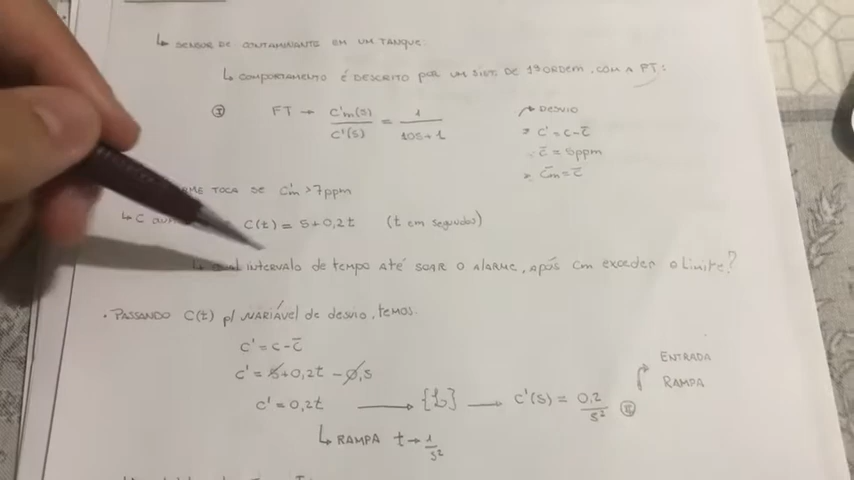 ↳ SENSOR DE CONTAMINANTE EM UM TANQUE.
↳ COMPORTAMENTO É DESCRITO POR UM SIST DE 1ª ORDEM, COM A FT:
Ⓘ FT → C'm(s)/C'(s) = 1/10s+1
DESVIO
C' = C - C̄
C̄ = 5ppm
C̄m = C̄
TOCA SE C'm > 7ppm
↳ C C(t) = 5+0,2t (t em segundos)
↳ QUAL INTERVALO de tempo ATÉ SOAR O ALARME, APÓS Cm exceder o Limite?
• PASSANDO C(t) p/ VARIÁVEL de desvio, temos.
C' = C - C̄
C' = 5+0,2t - 0,5
C' = 0,2t → {L} → C'(s) = 0,2/s² Ⓘⓘ
ENTRADA
RAMPA
↳ RAMPA t → 1/s²